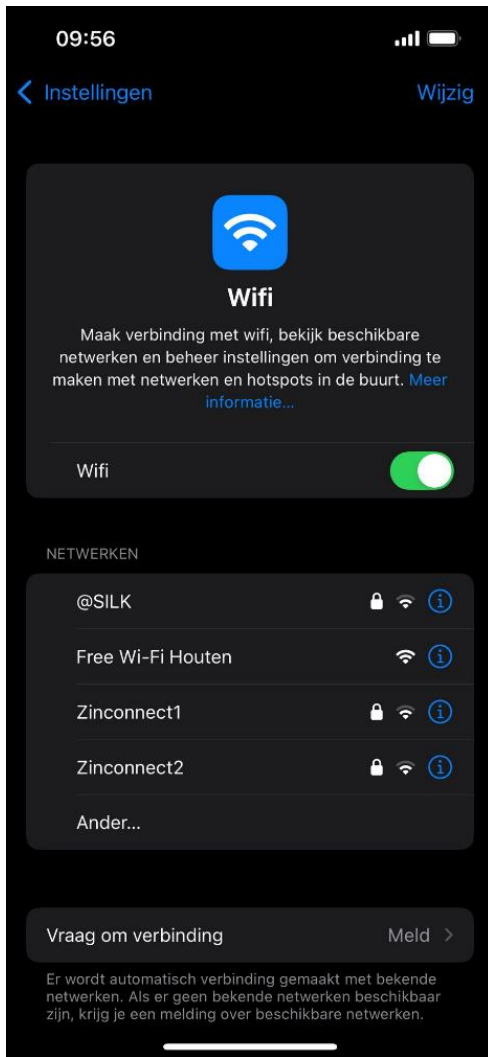 09:56
Instellingen
Wijzig
Wifi
Maak verbinding met wifi, bekijk beschikbare
netwerken en beheer instellingen om verbinding te
maken met netwerken en hotspots in de buurt. Meer
informatie...
Wifi
NETWERKEN
@SILK
Free Wi-Fi Houten
Zinconnect1
Zinconnect2
Ander...
Vraag om verbinding
Meld
Er wordt automatisch verbinding gemaakt met bekende
netwerken. Als er geen bekende netwerken beschikbaar
zijn, krijg je een melding over beschikbare netwerken.